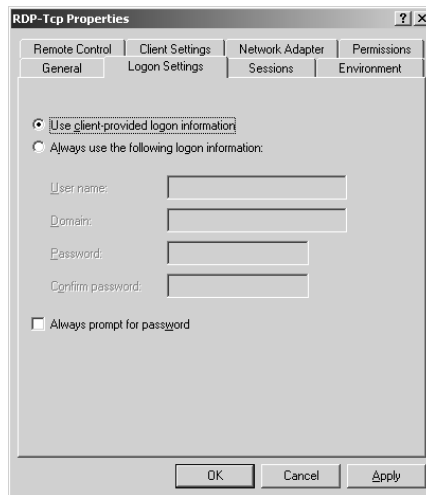 RDP-Tcp Properties
Remote Control Client Settings Network Adapter Permissions
General Logon Settings Sessions Environment
Use client-provided logon information
Always use the following logon information:
User name:
Domain:
Password:
Confirm password:
Always prompt for password
OK Cancel Apply